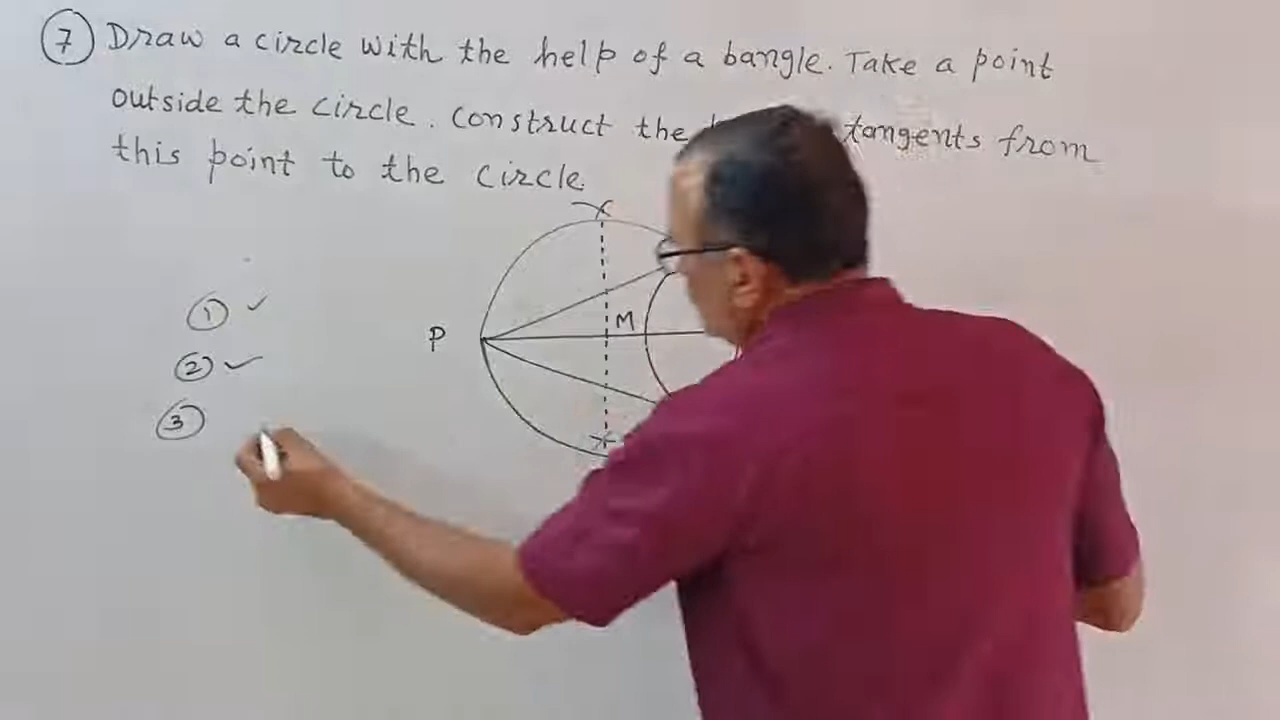 7 Draw a circle with the help of a bangle. Take a point
outside the circle. Construct the tangents from
this point to the circle.
1 ✓
2 ✓
3
P
M